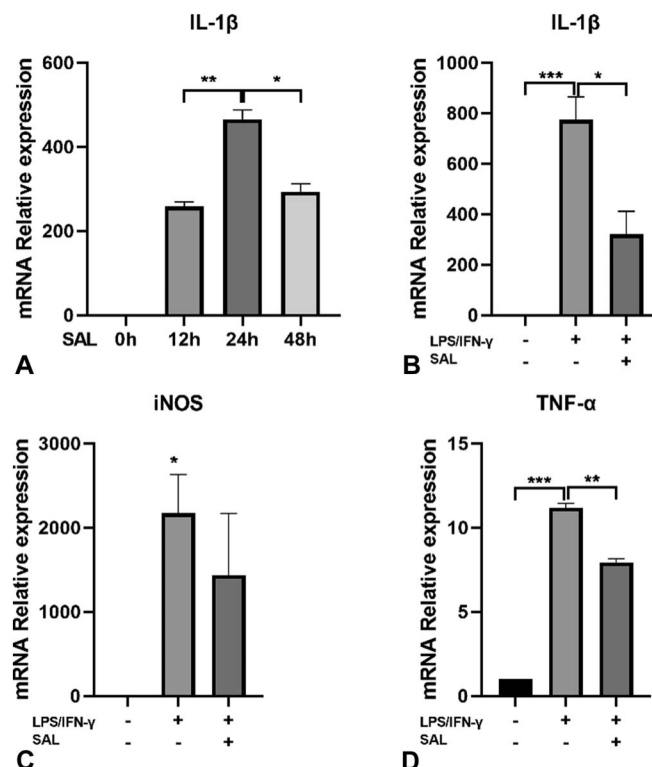 IL-1β
mRNA Relative expression
600
400
200
0
** *
SAL 0h 12h 24h 48h
A
IL-1β
mRNA Relative expression
1000
800
600
400
200
0
*** *
LPS/IFN-γ - + +
SAL - - +
B
iNOS
mRNA Relative expression
3000
2000
1000
0
*
LPS/IFN-γ - + +
SAL - - +
C
TNF-α
mRNA Relative expression
15
10
5
0
*** **
LPS/IFN-γ - + +
SAL - - +
D